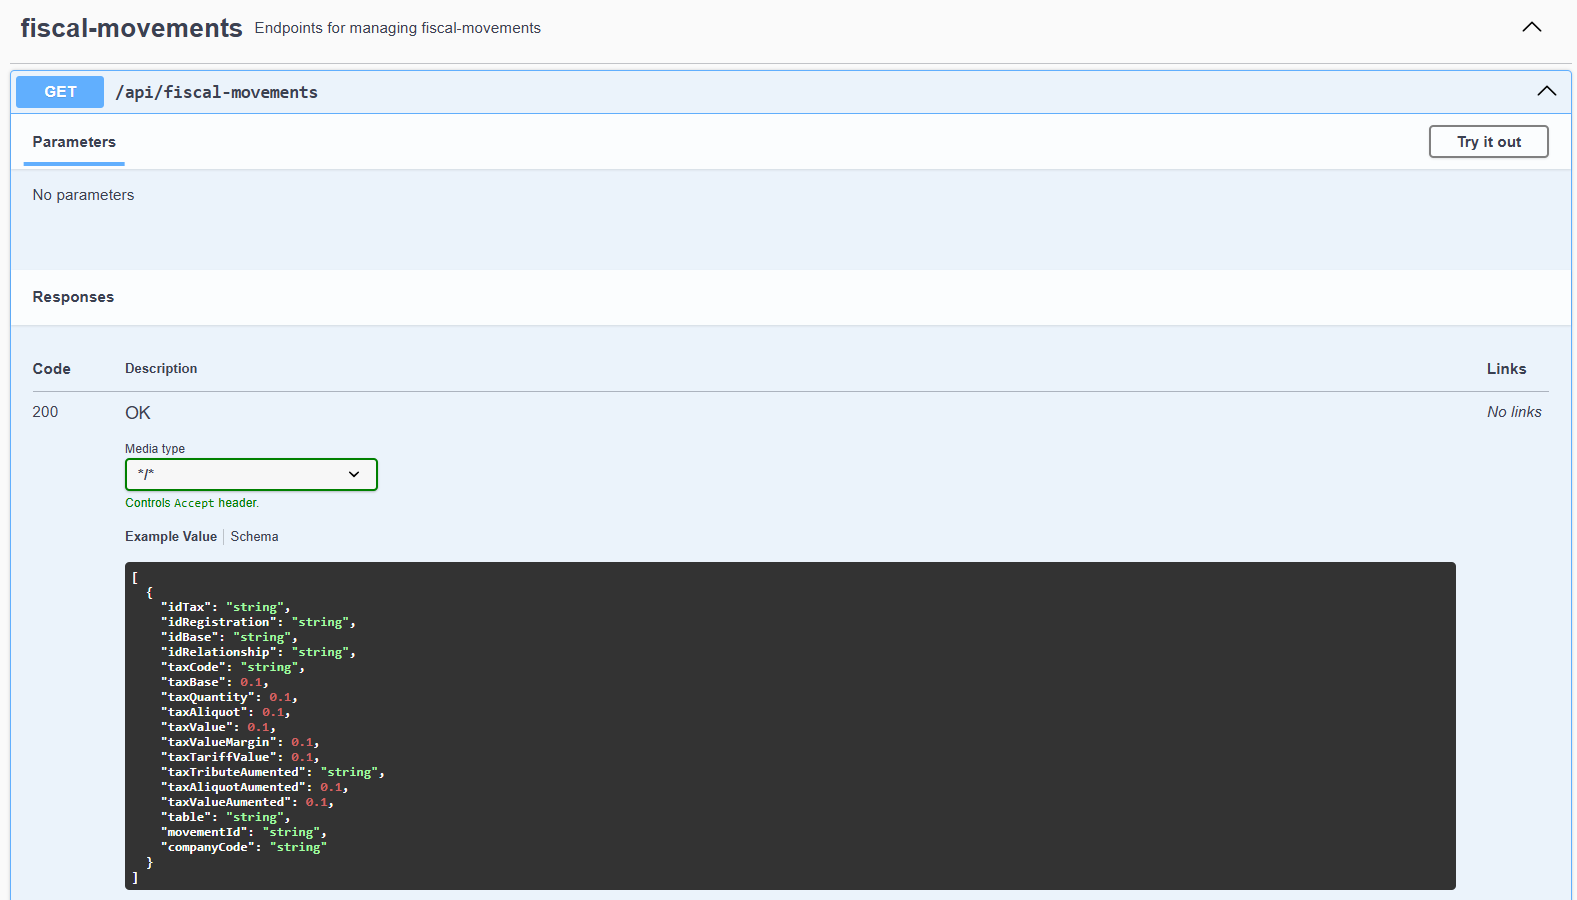 fiscal-movements Endpoints for managing fiscal-movements
GET /api/fiscal-movements
Parameters Try it out
No parameters
Responses
Code Description Links
200 OK No links
Media type
*/*
Controls Accept header.
Example Value Schema
[
  {
    "idTax": "string",
    "idRegistration": "string",
    "idBase": "string",
    "idRelationship": "string",
    "taxCode": "string",
    "taxBase": 0.1,
    "taxQuantity": 0.1,
    "taxAliquot": 0.1,
    "taxValue": 0.1,
    "taxValueMargin": 0.1,
    "taxTariffValue": 0.1,
    "taxTributeAumented": "string",
    "taxAliquotAumented": 0.1,
    "taxValueAumented": 0.1,
    "table": "string",
    "movementId": "string",
    "companyCode": "string"
  }
]